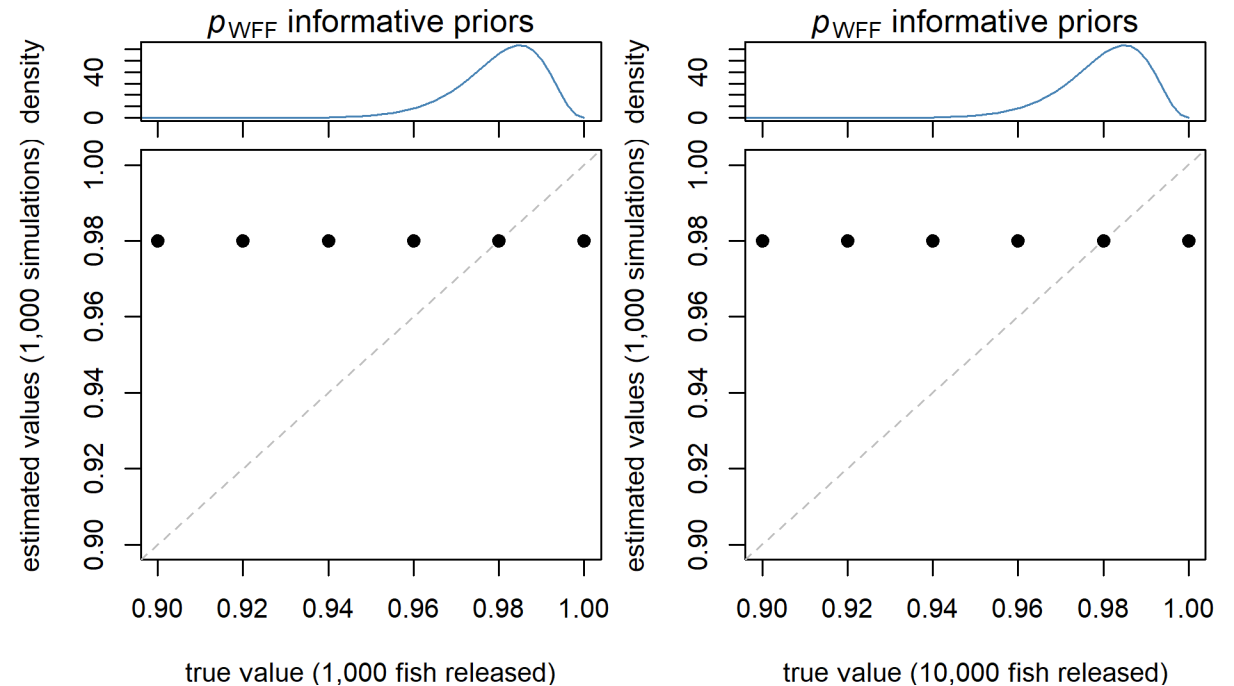 pWFF informative priors
density
40
0
estimated values (1,000 simulations)
1.00
0.98
0.96
0.94
0.92
0.90
0.90 0.92 0.94 0.96 0.98 1.00
true value (1,000 fish released)
pWFF informative priors
density
40
0
estimated values (1,000 simulations)
1.00
0.98
0.96
0.94
0.92
0.90
0.90 0.92 0.94 0.96 0.98 1.00
true value (10,000 fish released)